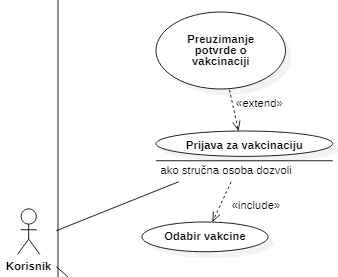 Preuzimanje
potvrde o
vakcinaciji
«extend»
Prijava za vakcinaciju
ako stručna osoba dozvoli
«include»
Odabir vakcine
Korisnik